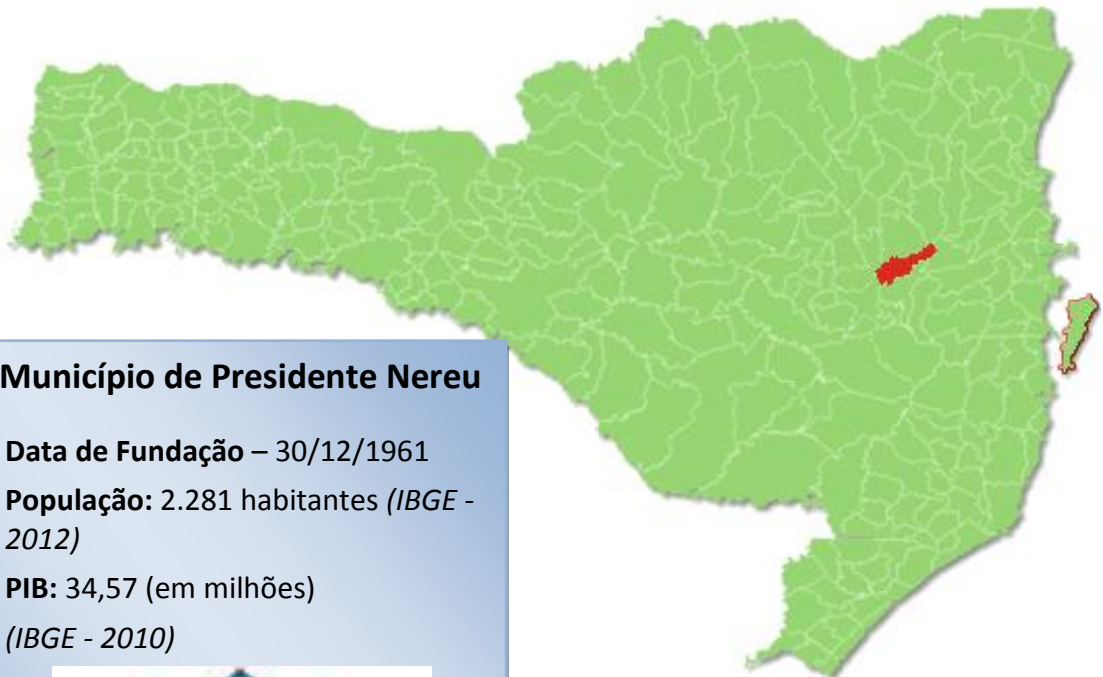 Município de Presidente Nereu
Data de Fundação – 30/12/1961
População: 2.281 habitantes (IBGE -
2012)
PIB: 34,57 (em milhões)
(IBGE - 2010)